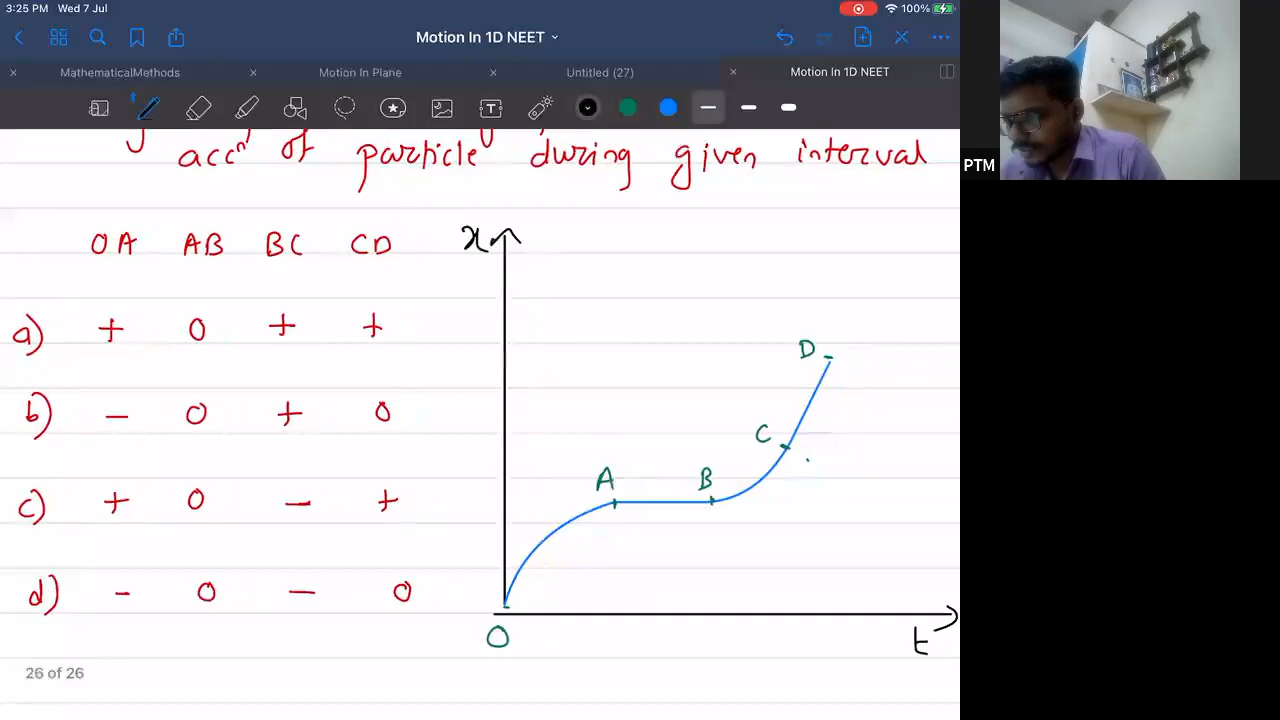 3:25 PM Wed 7 Jul
100%
Motion In 1D NEET
MathematicalMethods
Motion In Plane
Untitled (27)
Motion In 1D NEET
PTM
accⁿ of particle during given interval
OA AB BC CD
a) + 0 + +
b) - 0 + 0
c) + 0 - +
d) - 0 - 0
x
D
C
A
B
O
t
26 of 26